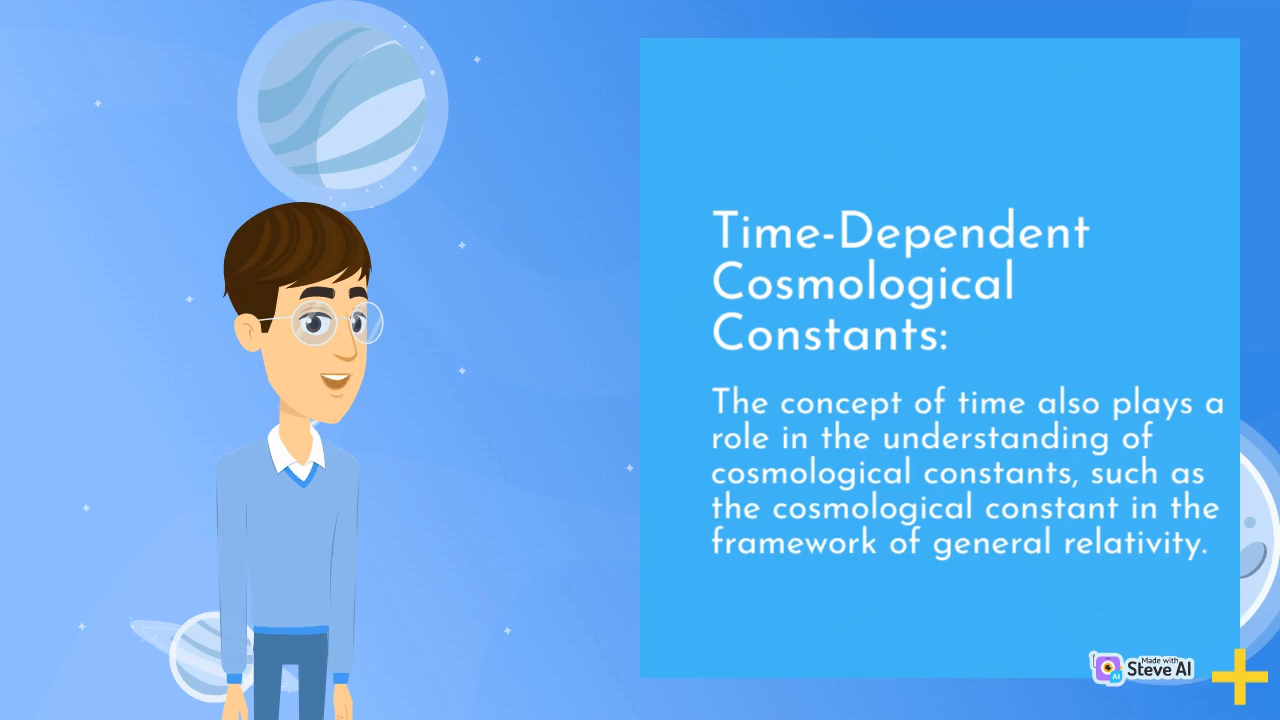 Time-Dependent
Cosmological
Constants:
The concept of time also plays a
role in the understanding of
cosmological constants, such as
the cosmological constant in the
framework of general relativity.
Made with
Steve AI
AI